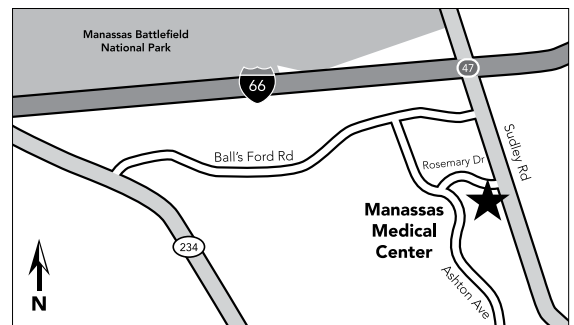 Manassas Battlefield
National Park
66
47
Ball's Ford Rd
Sudley Rd
Rosemary Dr
Manassas
Medical
Center
234
Ashton Ave
N